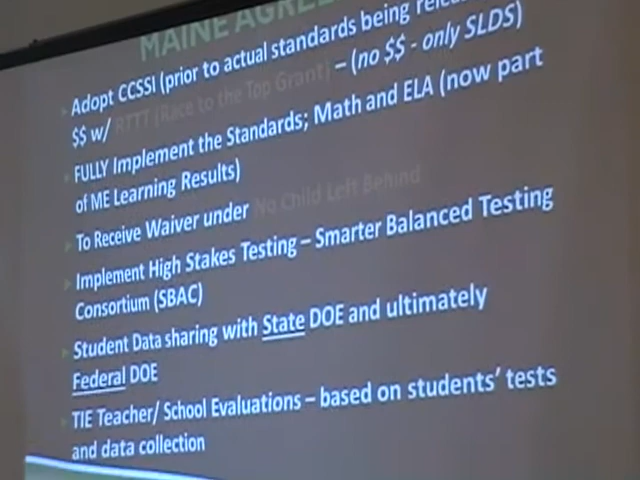 MAINE AGREE
Adopt CCSSI (prior to actual standards being
$$ w/ RTTT (Race to the Top Grant) – (no $$ - only SLDS)
FULLY Implement the Standards; Math and ELA (now part
of ME Learning Results)
To Receive Waiver under No Child Left Behind
Implement High Stakes Testing – Smarter Balanced Testing
Consortium (SBAC)
Student Data sharing with State DOE and ultimately
Federal DOE
TIE Teacher/ School Evaluations – based on students' tests
and data collection